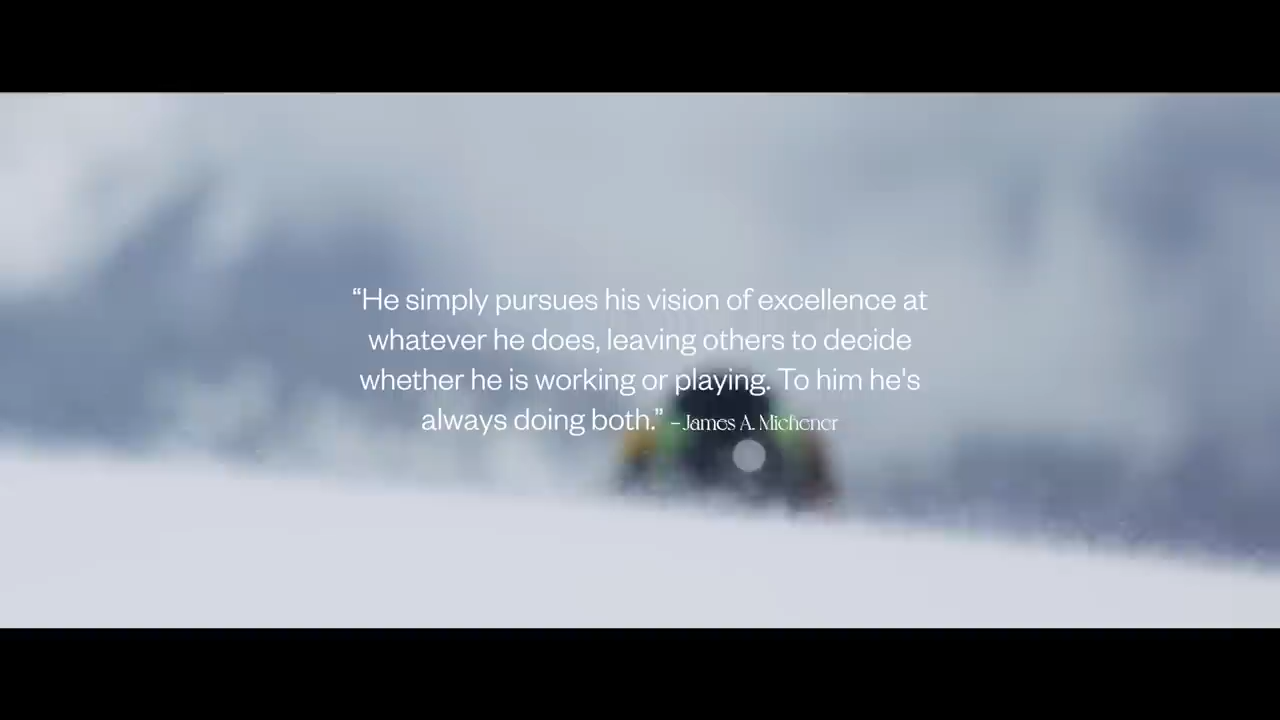 “He simply pursues his vision of excellence at
whatever he does, leaving others to decide
whether he is working or playing. To him he's
always doing both.” – James A. Michener